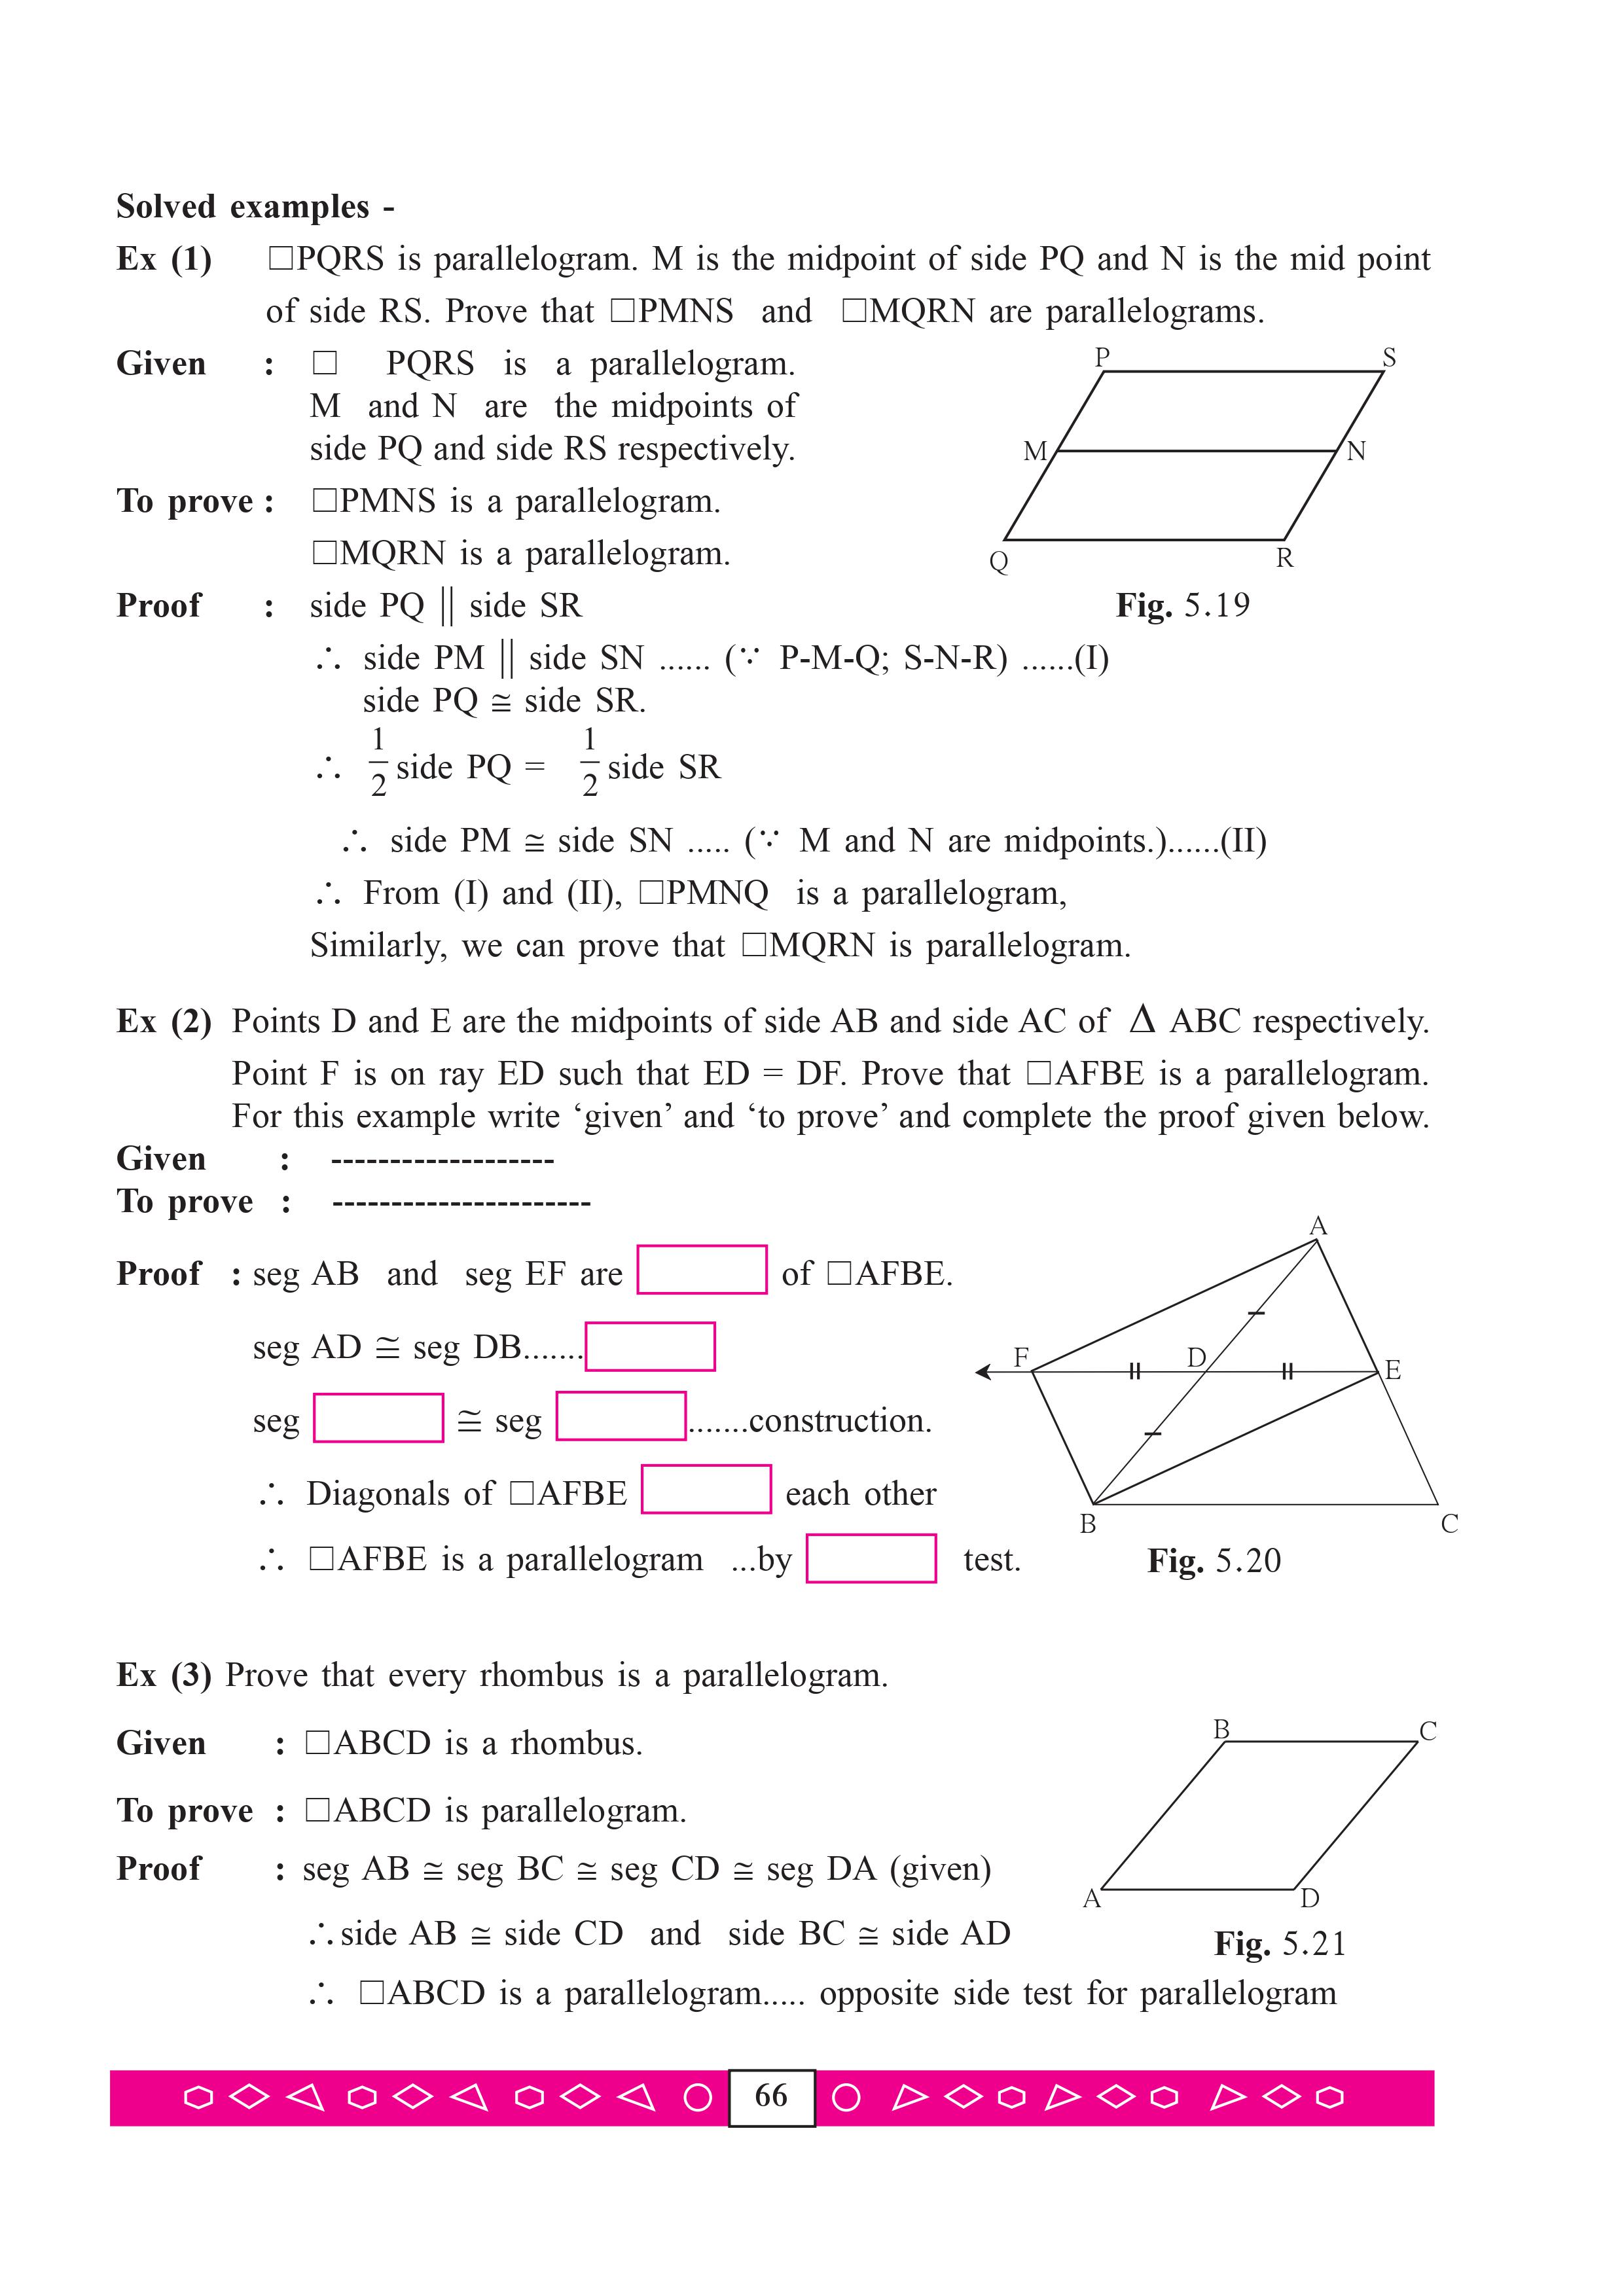 Solved examples -
Ex (1) □PQRS is parallelogram. M is the midpoint of side PQ and N is the mid point
of side RS. Prove that □PMNS and □MQRN are parallelograms.
Given : □ PQRS is a parallelogram.
M and N are the midpoints of
side PQ and side RS respectively.
To prove : □PMNS is a parallelogram.
□MQRN is a parallelogram.
P
S
M
N
Q
R
Fig. 5.19
Proof : side PQ || side SR
∴ side PM || side SN ...... (∵ P-M-Q; S-N-R) ......(I)
side PQ ≅ side SR.
∴ 1/2 side PQ = 1/2 side SR
∴ side PM ≅ side SN ..... (∵ M and N are midpoints.)......(II)
∴ From (I) and (II), □PMNQ is a parallelogram,
Similarly, we can prove that □MQRN is parallelogram.
Ex (2) Points D and E are the midpoints of side AB and side AC of Δ ABC respectively.
Point F is on ray ED such that ED = DF. Prove that □AFBE is a parallelogram.
For this example write ‘given’ and ‘to prove’ and complete the proof given below.
Given : -------------------
To prove : ----------------------
Proof : seg AB and seg EF are of □AFBE.
seg AD ≅ seg DB.......
seg ≅ seg .......construction.
∴ Diagonals of □AFBE each other
∴ □AFBE is a parallelogram ...by test.
A
F
D
E
B
C
Fig. 5.20
Ex (3) Prove that every rhombus is a parallelogram.
Given : □ABCD is a rhombus.
To prove : □ABCD is parallelogram.
Proof : seg AB ≅ seg BC ≅ seg CD ≅ seg DA (given)
∴ side AB ≅ side CD and side BC ≅ side AD
∴ □ABCD is a parallelogram..... opposite side test for parallelogram
B
C
A
D
Fig. 5.21
66